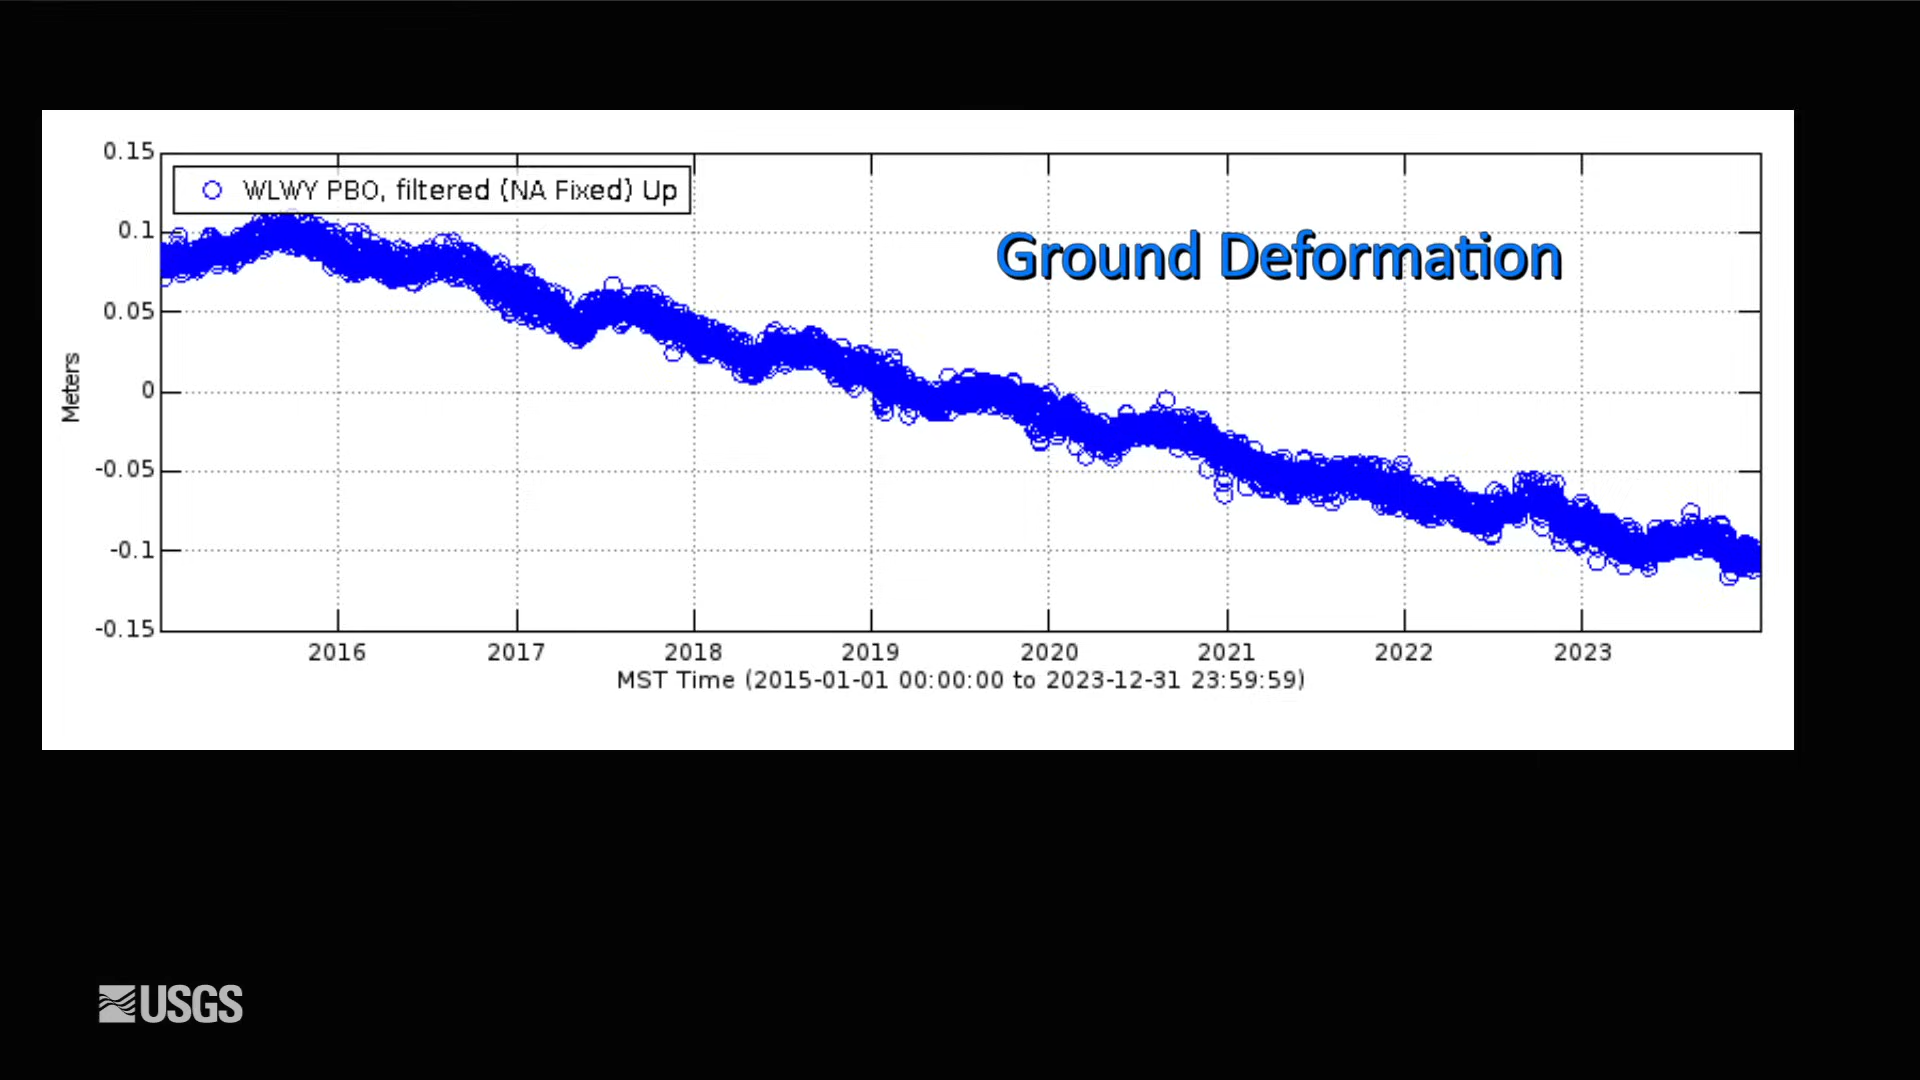 0.15
WLWY PBO, filtered (NA Fixed) Up
0.1
Ground Deformation
0.05
Meters
0
-0.05
-0.1
-0.15
2016 2017 2018 2019 2020 2021 2022 2023
MST Time (2015-01-01 00:00:00 to 2023-12-31 23:59:59)
USGS